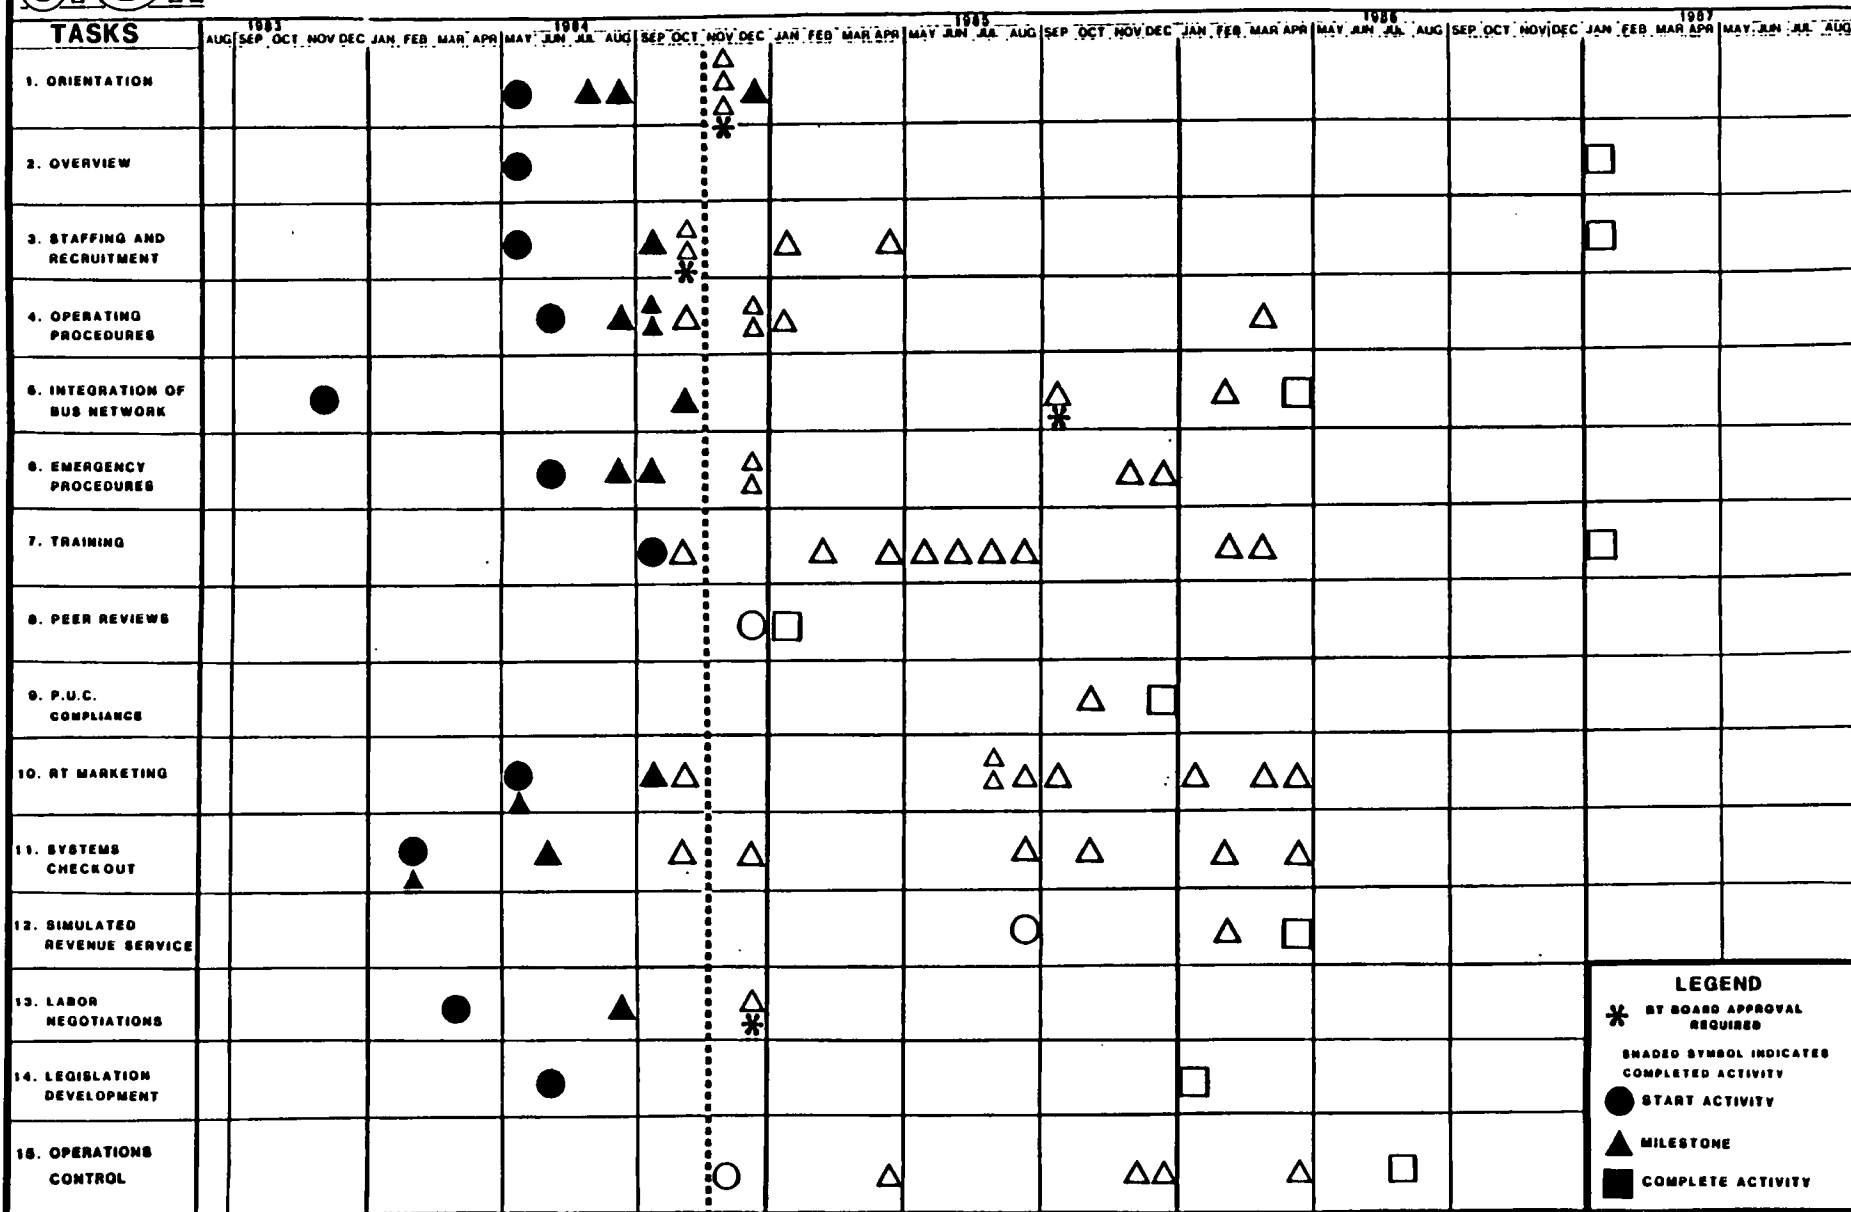 1983 1984 1985 1986 1987
TASKS
AUG SEP OCT NOV DEC JAN FEB MAR APR MAY JUN JUL AUG SEP OCT NOV DEC JAN FEB MAR APR MAY JUN JUL AUG SEP OCT NOV DEC JAN FEB MAR APR MAY JUN JUL AUG SEP OCT NOV DEC JAN FEB MAR APR MAY JUN JUL AUG
1. ORIENTATION
2. OVERVIEW
3. STAFFING AND
RECRUITMENT
4. OPERATING
PROCEDURES
5. INTEGRATION OF
BUS NETWORK
6. EMERGENCY
PROCEDURES
7. TRAINING
8. PEER REVIEWS
9. P.U.C.
COMPLIANCE
10. RT MARKETING
11. SYSTEMS
CHECKOUT
12. SIMULATED
REVENUE SERVICE
13. LABOR
NEGOTIATIONS
14. LEGISLATION
DEVELOPMENT
15. OPERATIONS
CONTROL
LEGEND
* RT BOARD APPROVAL
REQUIRED
SHADED SYMBOL INDICATES
COMPLETED ACTIVITY
START ACTIVITY
MILESTONE
COMPLETE ACTIVITY